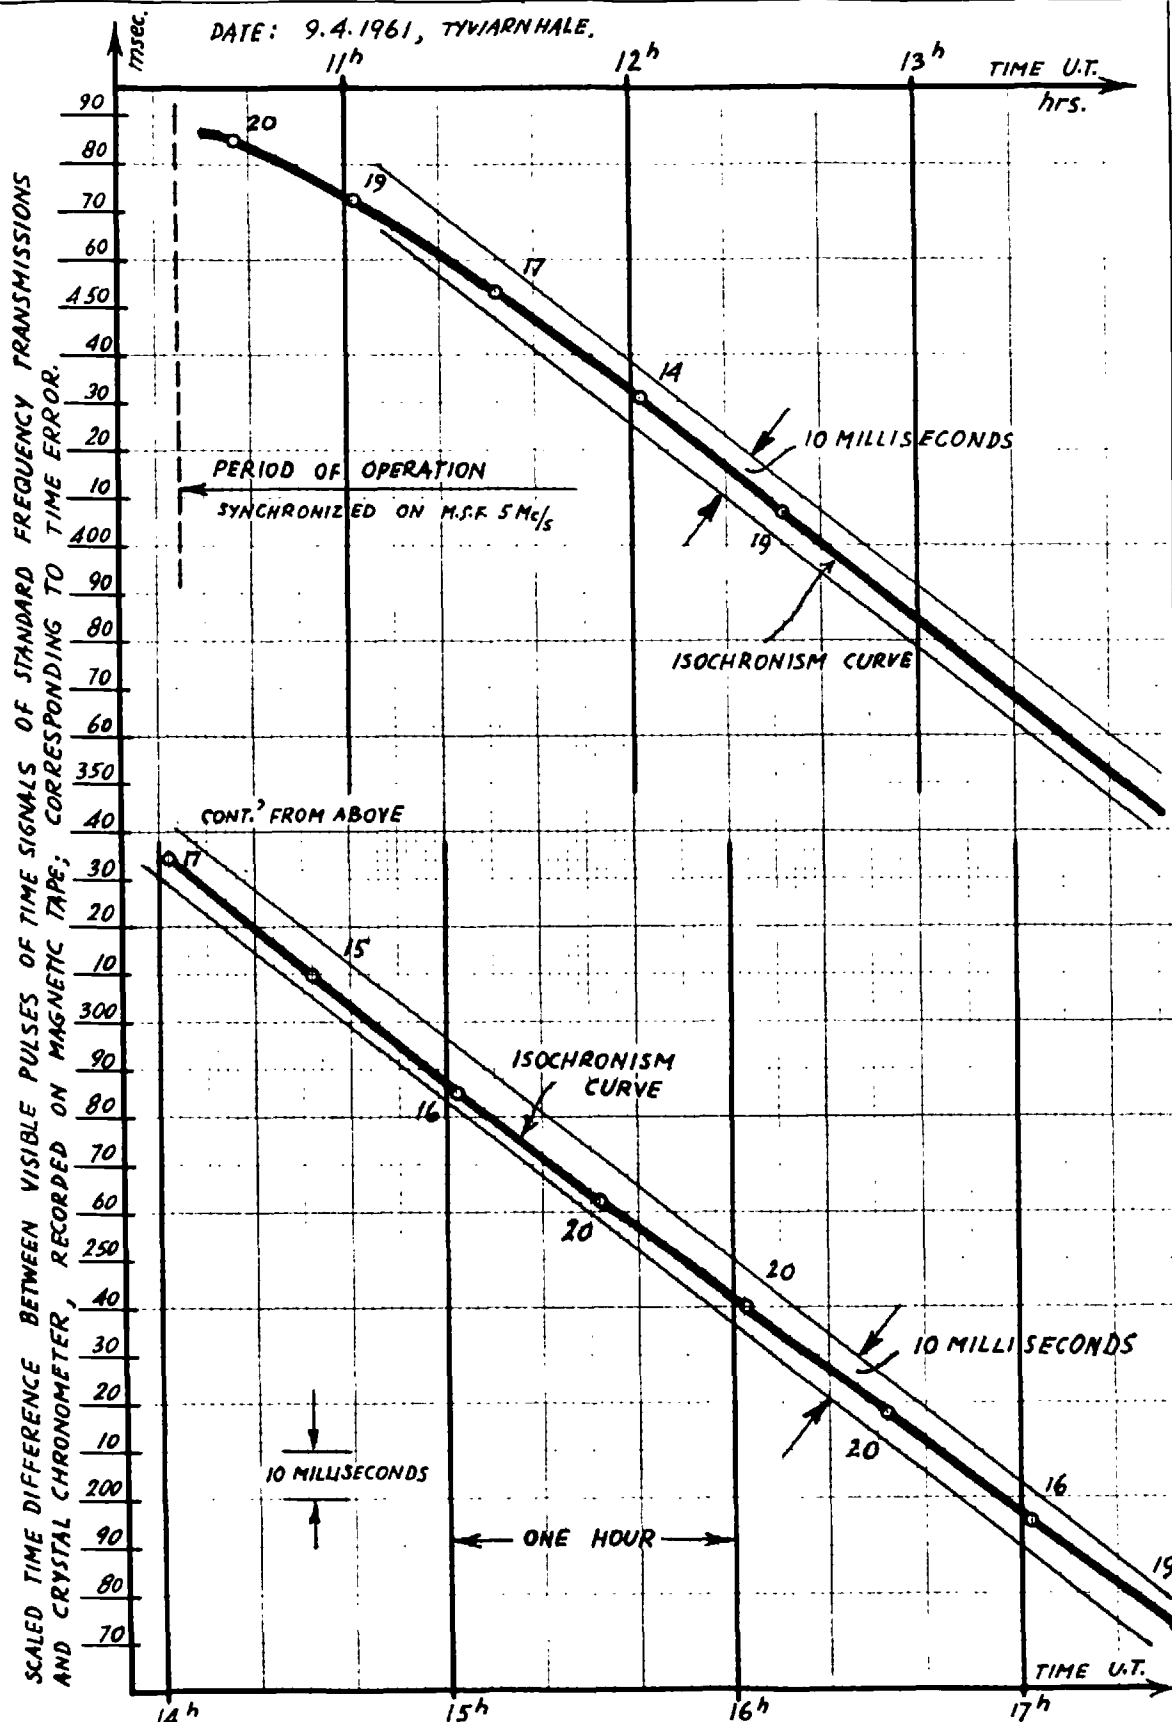 DATE: 9.4.1961, TYWARNHALE.
msec.
11h 12h 13h TIME U.T.
hrs.
90
80
70
60
450
40
30
20
10
400
90
80
70
60
350
40
30
20
10
300
90
80
70
60
250
40
30
20
10
200
90
80
70
SCALED TIME DIFFERENCE BETWEEN VISIBLE PULSES OF TIME SIGNALS OF STANDARD FREQUENCY TRANSMISSIONS
AND CRYSTAL CHRONOMETER, RECORDED ON MAGNETIC TAPE; CORRESPONDING TO TIME ERROR.
20
19
17
14
10 MILLISECONDS
PERIOD OF OPERATION
SYNCHRONIZED ON M.S.F. 5 Mc/s
19
ISOCHRONISM CURVE
CONT.' FROM ABOVE
17
15
ISOCHRONISM
CURVE
16
20
20
10 MILLISECONDS
20
10 MILLISECONDS
16
ONE HOUR
19
TIME U.T.
14h 15h 16h 17h